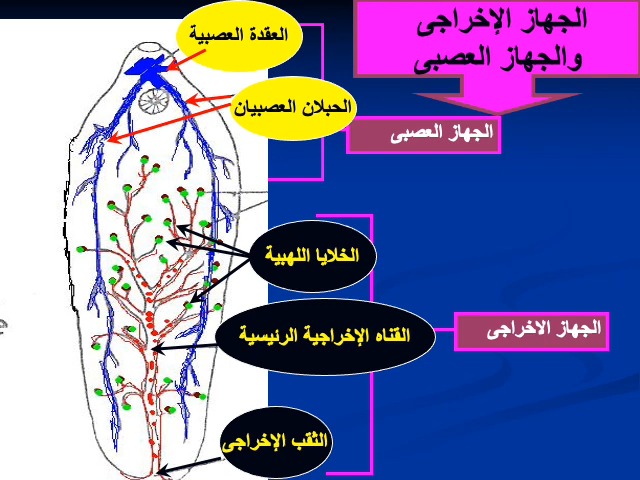 الجهاز الإخراجى
والجهاز العصبى
العقدة العصبية
الحبلان العصبيان
الجهاز العصبى
الخلايا اللهبية
القناه الإخراجية الرئيسية
الجهاز الاخراجى
الثقب الإخراجى